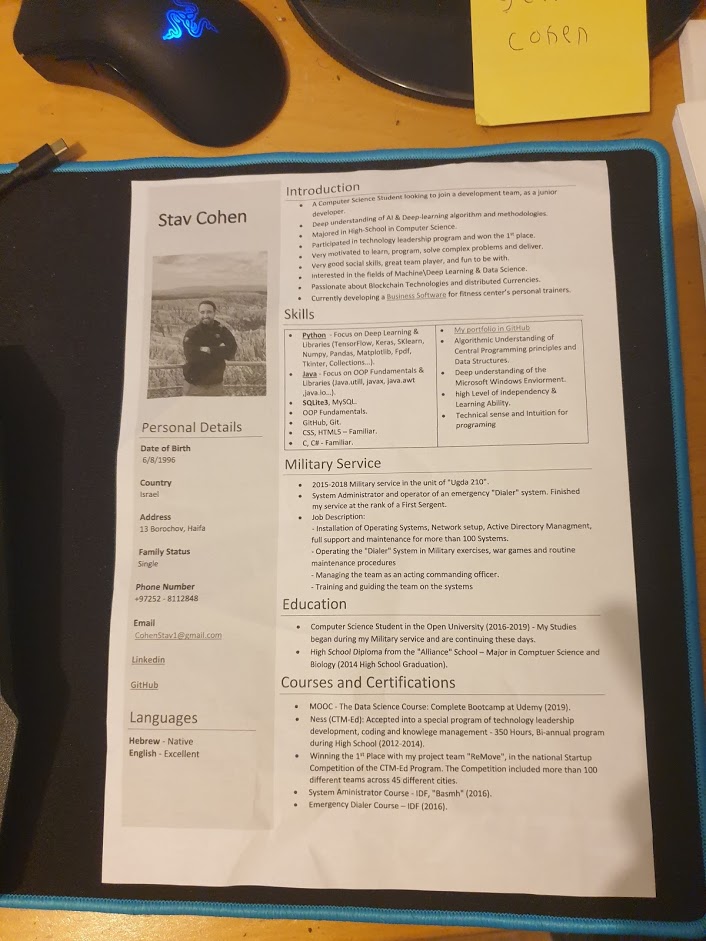 cohen
Stav Cohen
Personal Details
Date of Birth
6/8/1996
Country
Israel
Address
13 Borochov, Haifa
Family Status
Single
Phone Number
+97252 - 8112848
Email
CohenStav1@gmail.com
Linkedin
GitHub
Languages
Hebrew - Native
English - Excellent
Introduction
• A Computer Science Student looking to join a development team, as a junior
developer.
• Deep understanding of AI & Deep-learning algorithm and methodologies.
• Majored in High-School in Computer Science.
• Participated in technology leadership program and won the 1st place.
• Very motivated to learn, program, solve complex problems and deliver.
• Very good social skills, great team player, and fun to be with.
• Interested in the fields of Machine\Deep Learning & Data Science.
• Passionate about Blockchain Technologies and distributed Currencies.
• Currently developing a Business Software for fitness center's personal trainers.
Skills
• Python - Focus on Deep Learning &
Libraries (TensorFlow, Keras, SKlearn,
Numpy, Pandas, Matplotlib, Fpdf,
Tkinter, Collections...).
• Java - Focus on OOP Fundamentals &
Libraries (Java.utill, javax, java.awt
,java.io...).
• SQLite3, MySQL.
• OOP Fundamentals.
• GitHub, Git.
• CSS, HTML5 – Familiar.
• C, C# - Familiar.
• My portfolio in GitHub
• Algorithmic Understanding of
Central Programming principles and
Data Structures.
• Deep understanding of the
Microsoft Windows Enviorment.
• high Level of independency &
Learning Ability.
• Technical sense and Intuition for
programing
Military Service
• 2015-2018 Military service in the unit of "Ugda 210".
• System Administrator and operator of an emergency "Dialer" system. Finished
my service at the rank of a First Sergent.
• Job Description:
- Installation of Operating Systems, Network setup, Active Directory Managment,
full support and maintenance for more than 100 Systems.
- Operating the "Dialer" System in Military exercises, war games and routine
maintenance procedures
- Managing the team as an acting commanding officer.
- Training and guiding the team on the systems
Education
• Computer Science Student in the Open University (2016-2019) - My Studies
began during my Military service and are continuing these days.
• High School Diploma from the "Alliance" School – Major in Comptuer Science and
Biology (2014 High School Graduation).
Courses and Certifications
• MOOC - The Data Science Course: Complete Bootcamp at Udemy (2019).
• Ness (CTM-Ed): Accepted into a special program of technology leadership
development, coding and knowlege management - 350 Hours, Bi-annual program
during High School (2012-2014).
• Winning the 1st Place with my project team "ReMove", in the national Startup
Competition of the CTM-Ed Program. The Competition included more than 100
different teams across 45 different cities.
• System Aministrator Course - IDF, "Basmh" (2016).
• Emergency Dialer Course – IDF (2016).